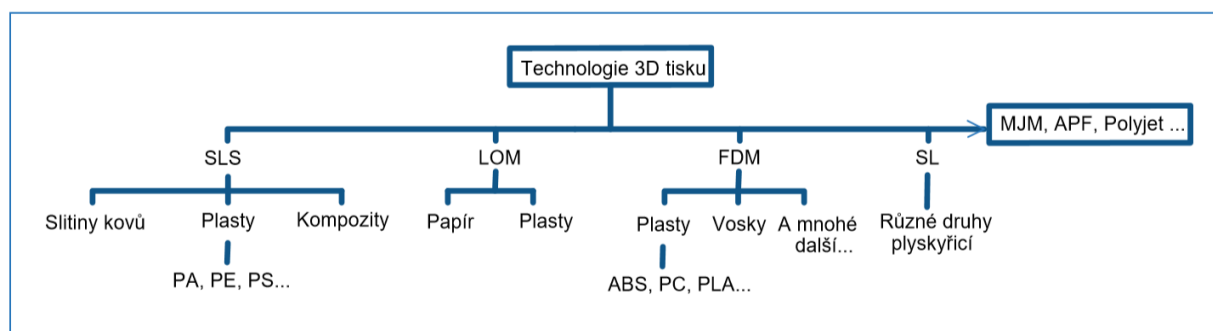 Technologie 3D tisku
MJM, APF, Polyjet ...
SLS
LOM
FDM
SL
Slitiny kovů
Plasty
Kompozity
Papír
Plasty
Plasty
Vosky
A mnohé
další...
Různé druhy
plyskyřicí
PA, PE, PS...
ABS, PC, PLA...